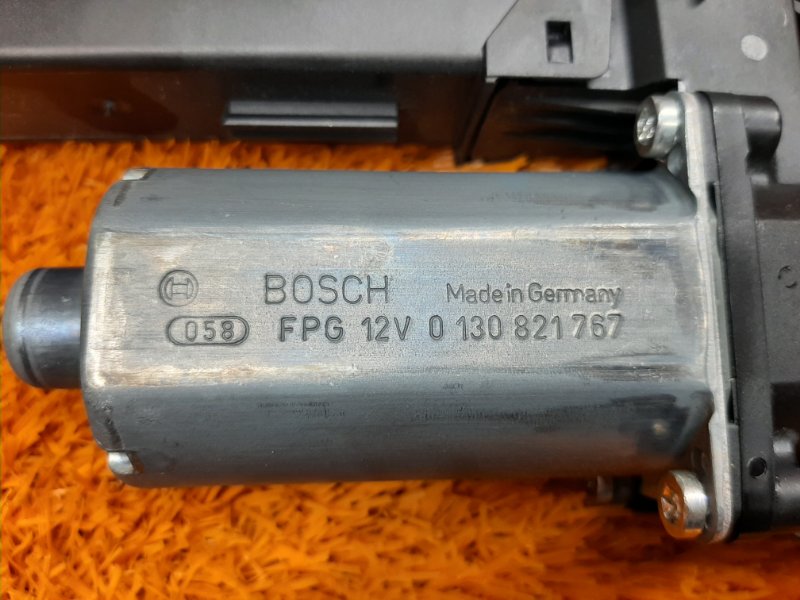 BOSCH Made in Germany
058 FPG 12V 0 130 821 767